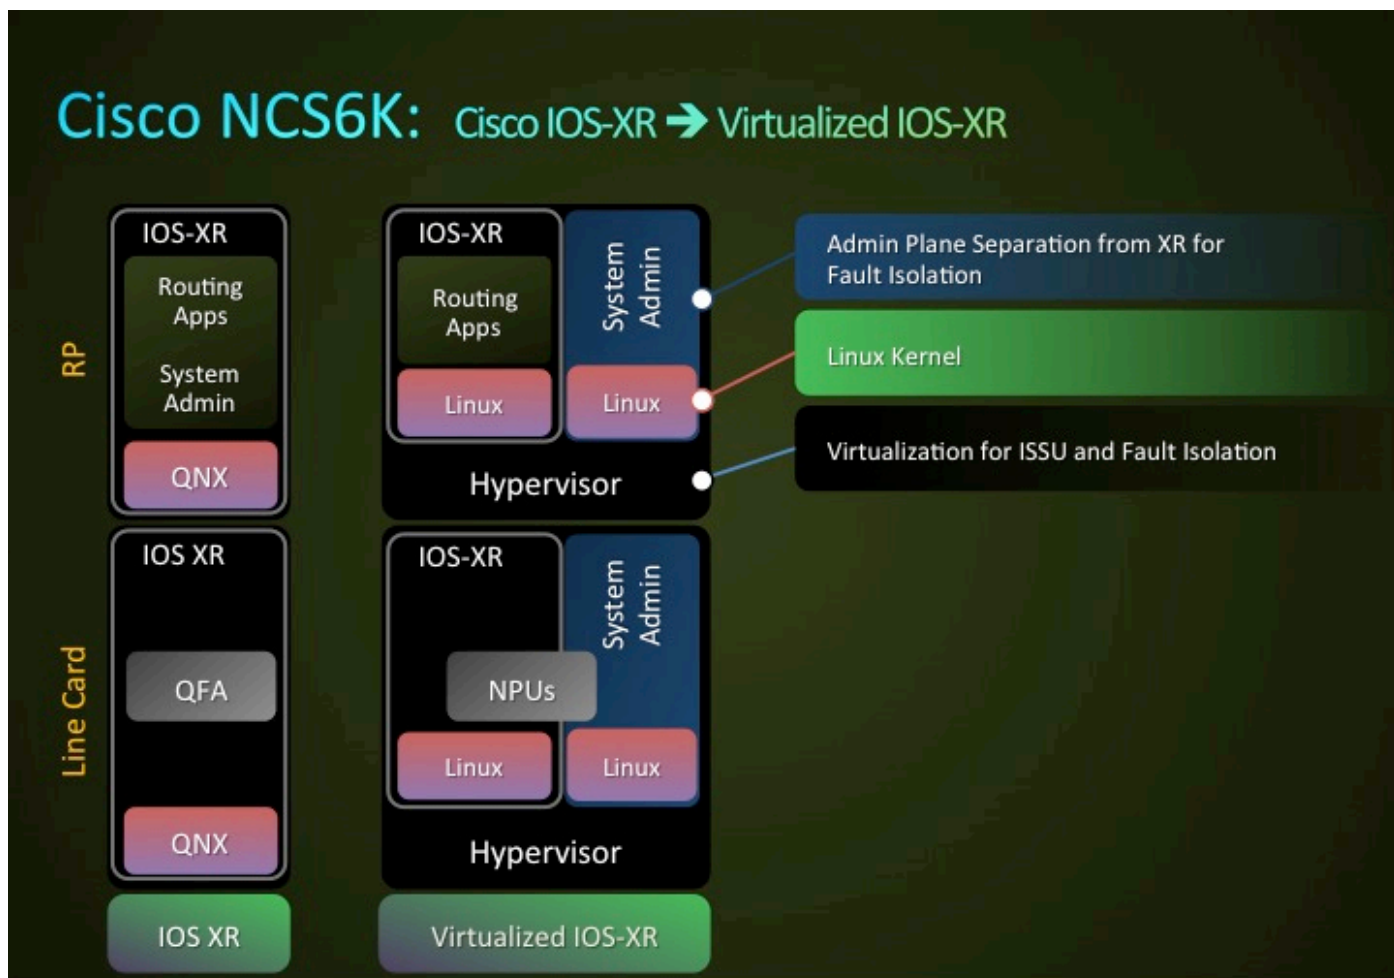 Cisco NCS6K: Cisco IOS-XR ➔ Virtualized IOS-XR
RP
IOS-XR
Routing
Apps
System
Admin
QNX
IOS-XR
Routing
Apps
Linux
System
Admin
Linux
Hypervisor
Admin Plane Separation from XR for
Fault Isolation
Linux Kernel
Virtualization for ISSU and Fault Isolation
Line Card
IOS XR
QFA
QNX
IOS-XR
NPUs
Linux
System
Admin
Linux
Hypervisor
IOS XR
Virtualized IOS-XR